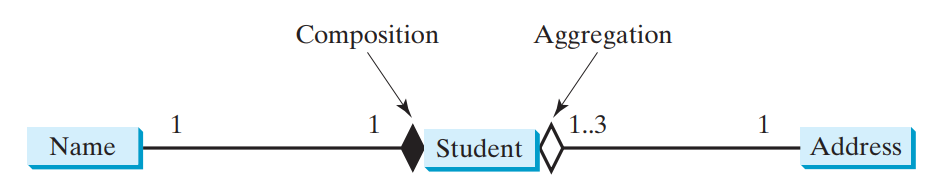 Composition Aggregation
1 1 1..3 1
Name Student Address